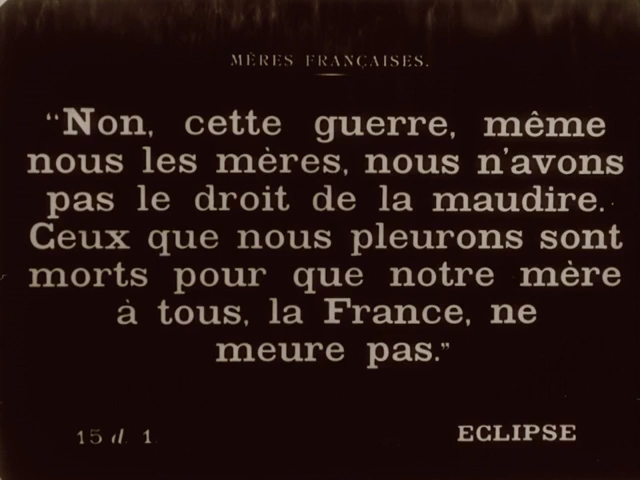 MÈRES FRANÇAISES.
"Non, cette guerre, même
nous les mères, nous n'avons
pas le droit de la maudire.
Ceux que nous pleurons sont
morts pour que notre mère
à tous, la France, ne
meure pas."
15 d. 1.
ECLIPSE